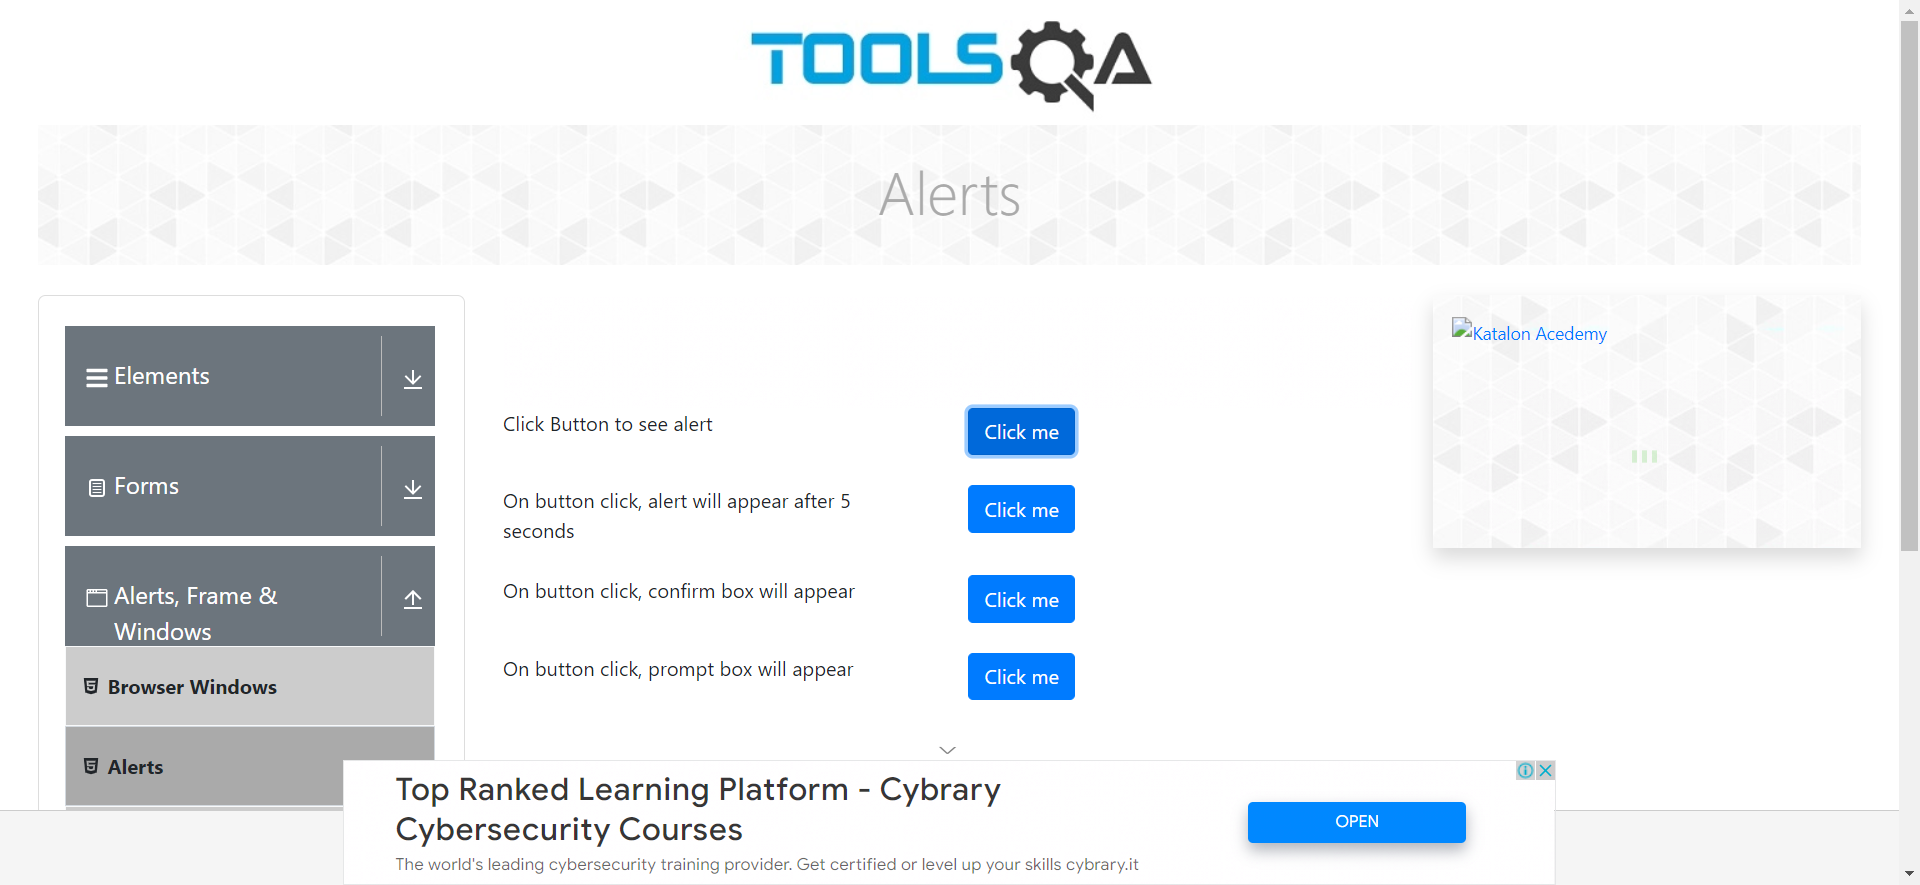 TOOLSQA
Alerts
Elements
Forms
Alerts, Frame &
Windows
Browser Windows
Alerts
Click Button to see alert
Click me
On button click, alert will appear after 5
seconds
Click me
On button click, confirm box will appear
Click me
On button click, prompt box will appear
Click me
Katalon Acedemy
Top Ranked Learning Platform - Cybrary
Cybersecurity Courses
The world's leading cybersecurity training provider. Get certified or level up your skills cybrary.it
OPEN